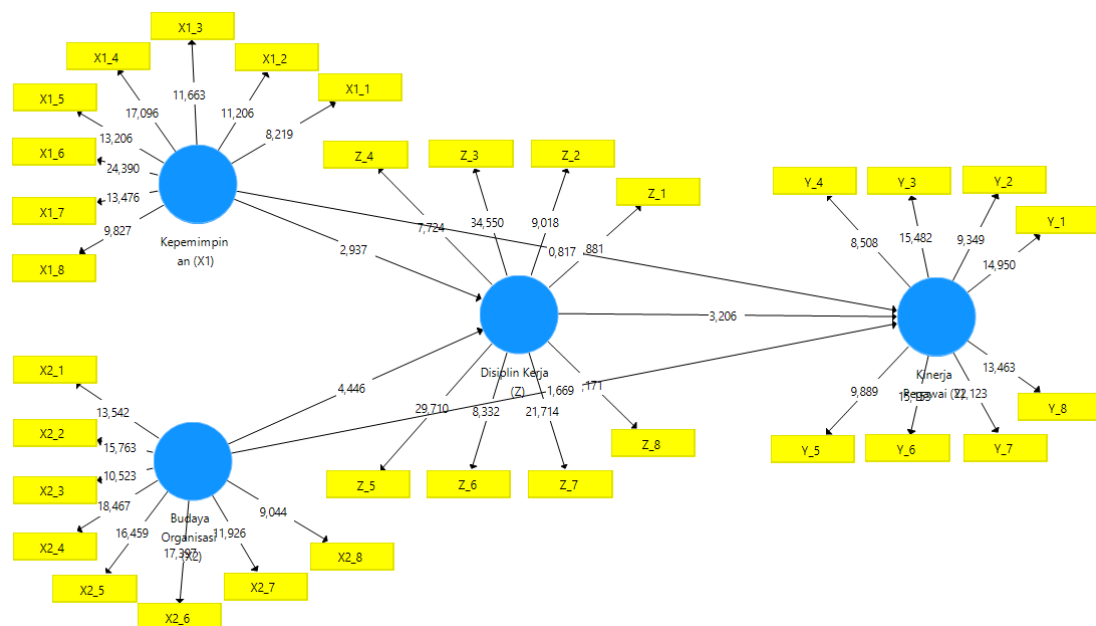 X1_3
X1_4
X1_2
X1_1
X1_5
X1_6
X1_7
X1_8
11,663
17,096
11,206
8,219
13,206
24,390
13,476
9,827
Kepemimpin
an (X1)
Z_4
Z_3
Z_2
Z_1
7,724
34,550
9,018
2,937
0,817
Y_4
Y_3
Y_2
Y_1
8,508
15,482
9,349
14,950
3,206
Disiplin Kerja
(Z)
4,446
1,669
29,710
8,332
21,714
Z_5
Z_6
Z_7
Z_8
Kinerja
Pegawai (Y)
9,889
13,463
Y_5
Y_6
Y_7
Y_8
X2_1
X2_2
X2_3
X2_4
X2_5
X2_6
X2_7
X2_8
13,542
15,763
10,523
18,467
16,459
17,397
11,926
9,044
Budaya
Organisasi
(X2)